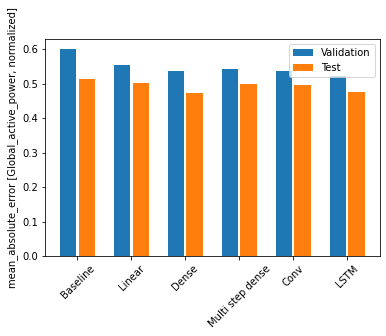 mean_absolute_error [Global_active_power, normalized]
0.6
0.5
0.4
0.3
0.2
0.1
0.0
Validation
Test
Baseline
Linear
Dense
Multi step dense
Conv
LSTM